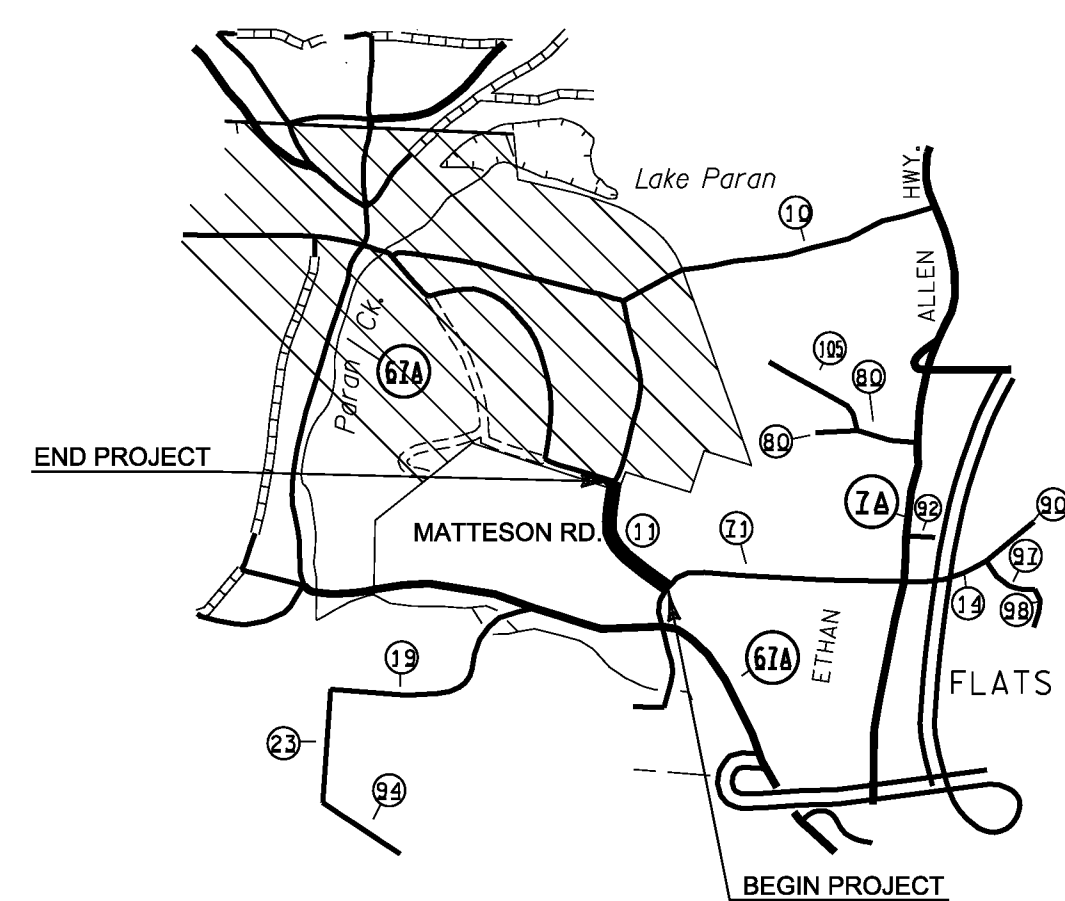 Lake Paran
HWY.
10
ALLEN
Paran Ck.
67A
105
80
80
END PROJECT
7A
92
90
MATTESON RD.
11
71
97
14
98
ETHAN
19
67A
FLATS
23
94
BEGIN PROJECT